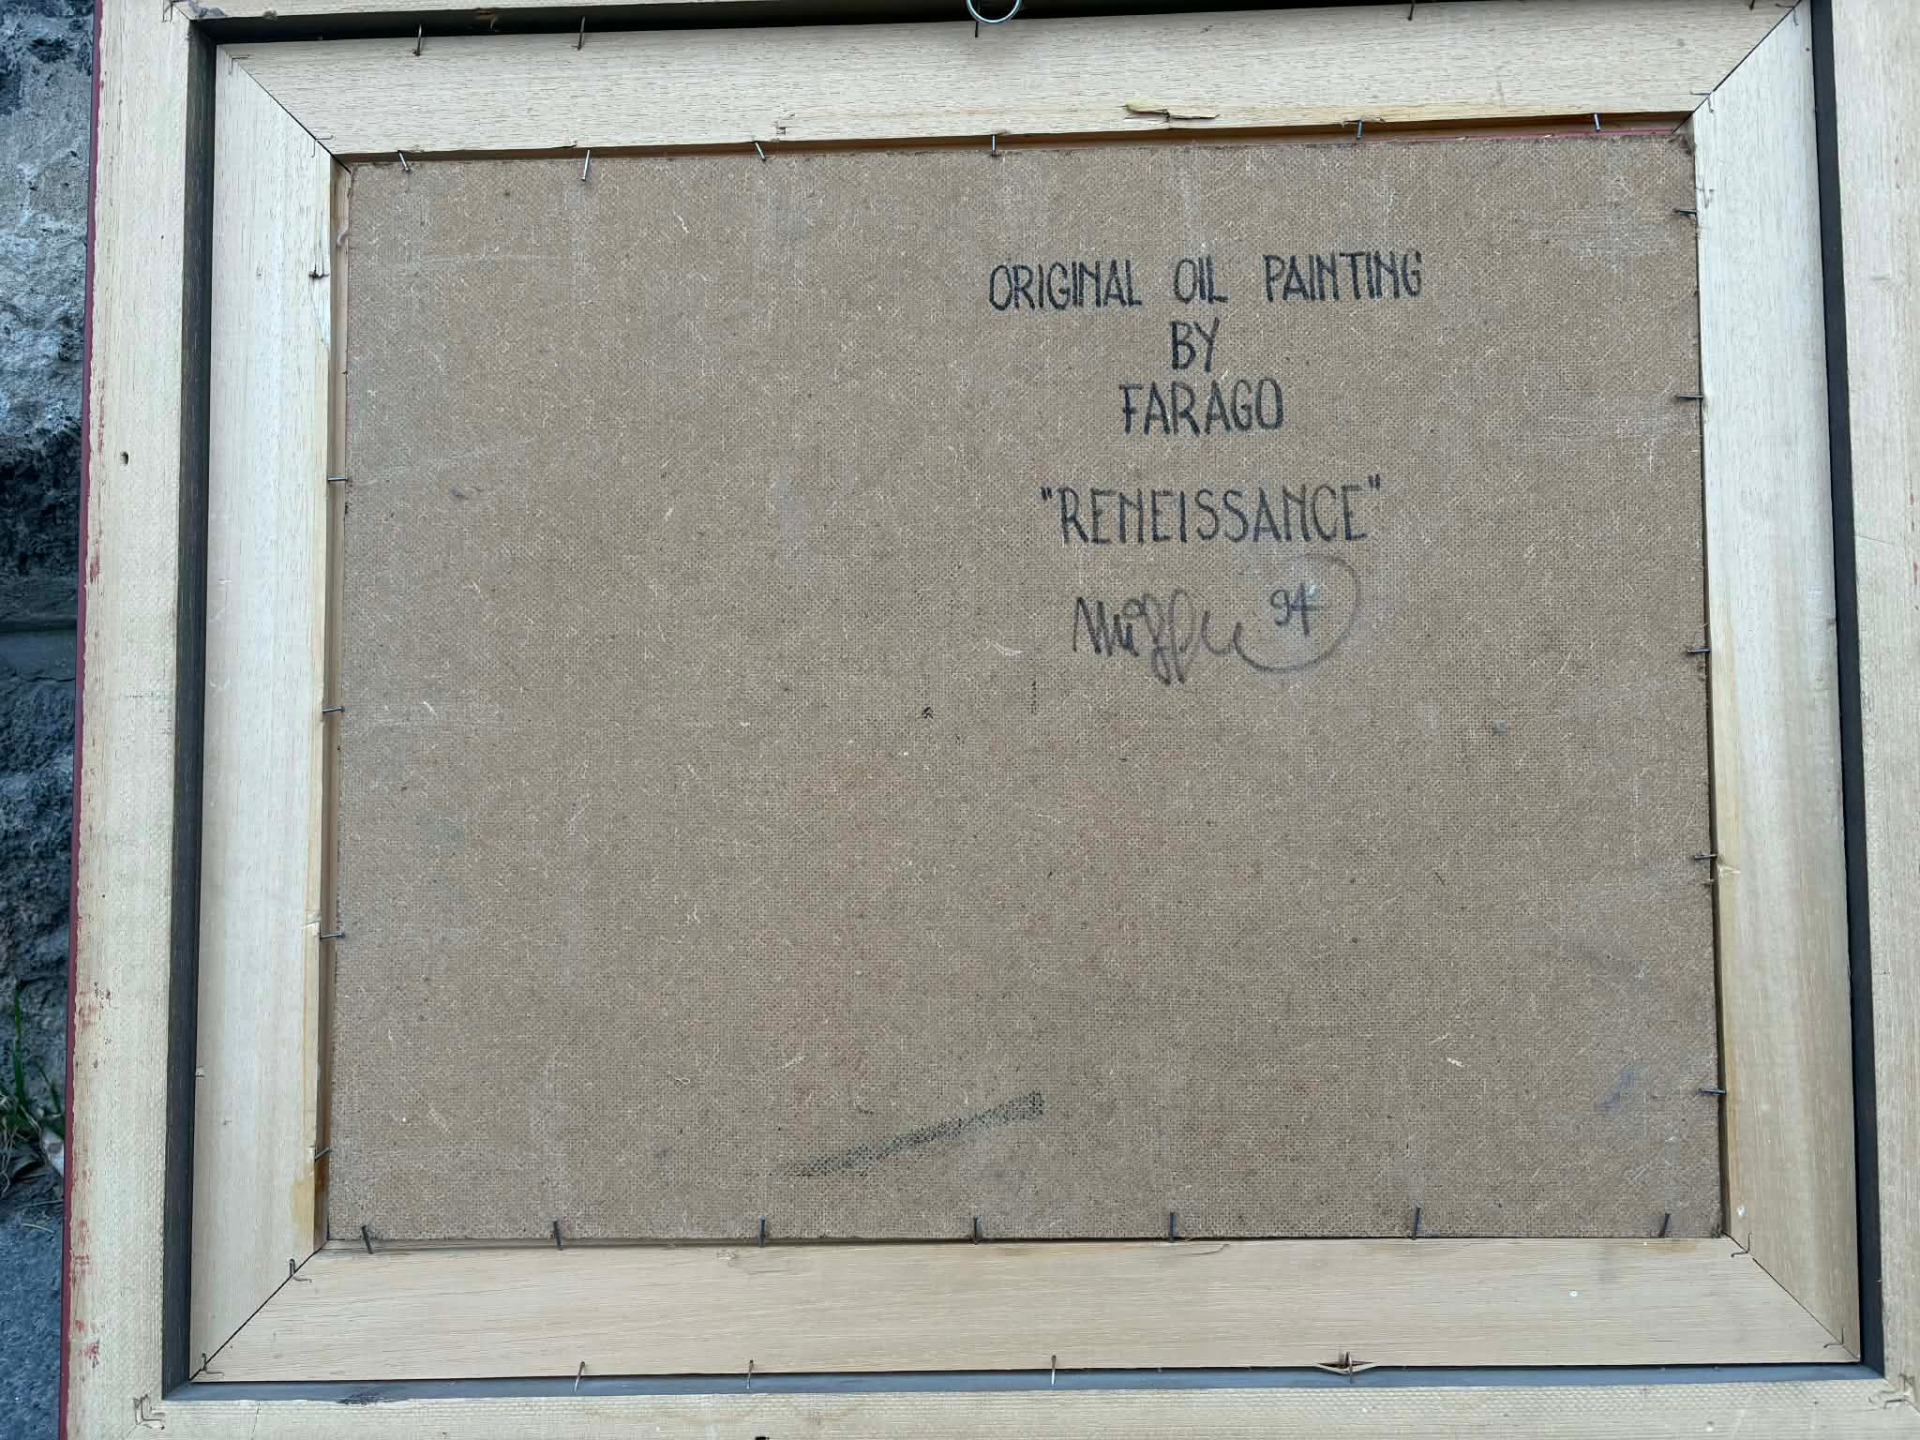 ORIGINAL OIL PAINTING
BY
FARAGO
"RENEISSANCE"
94